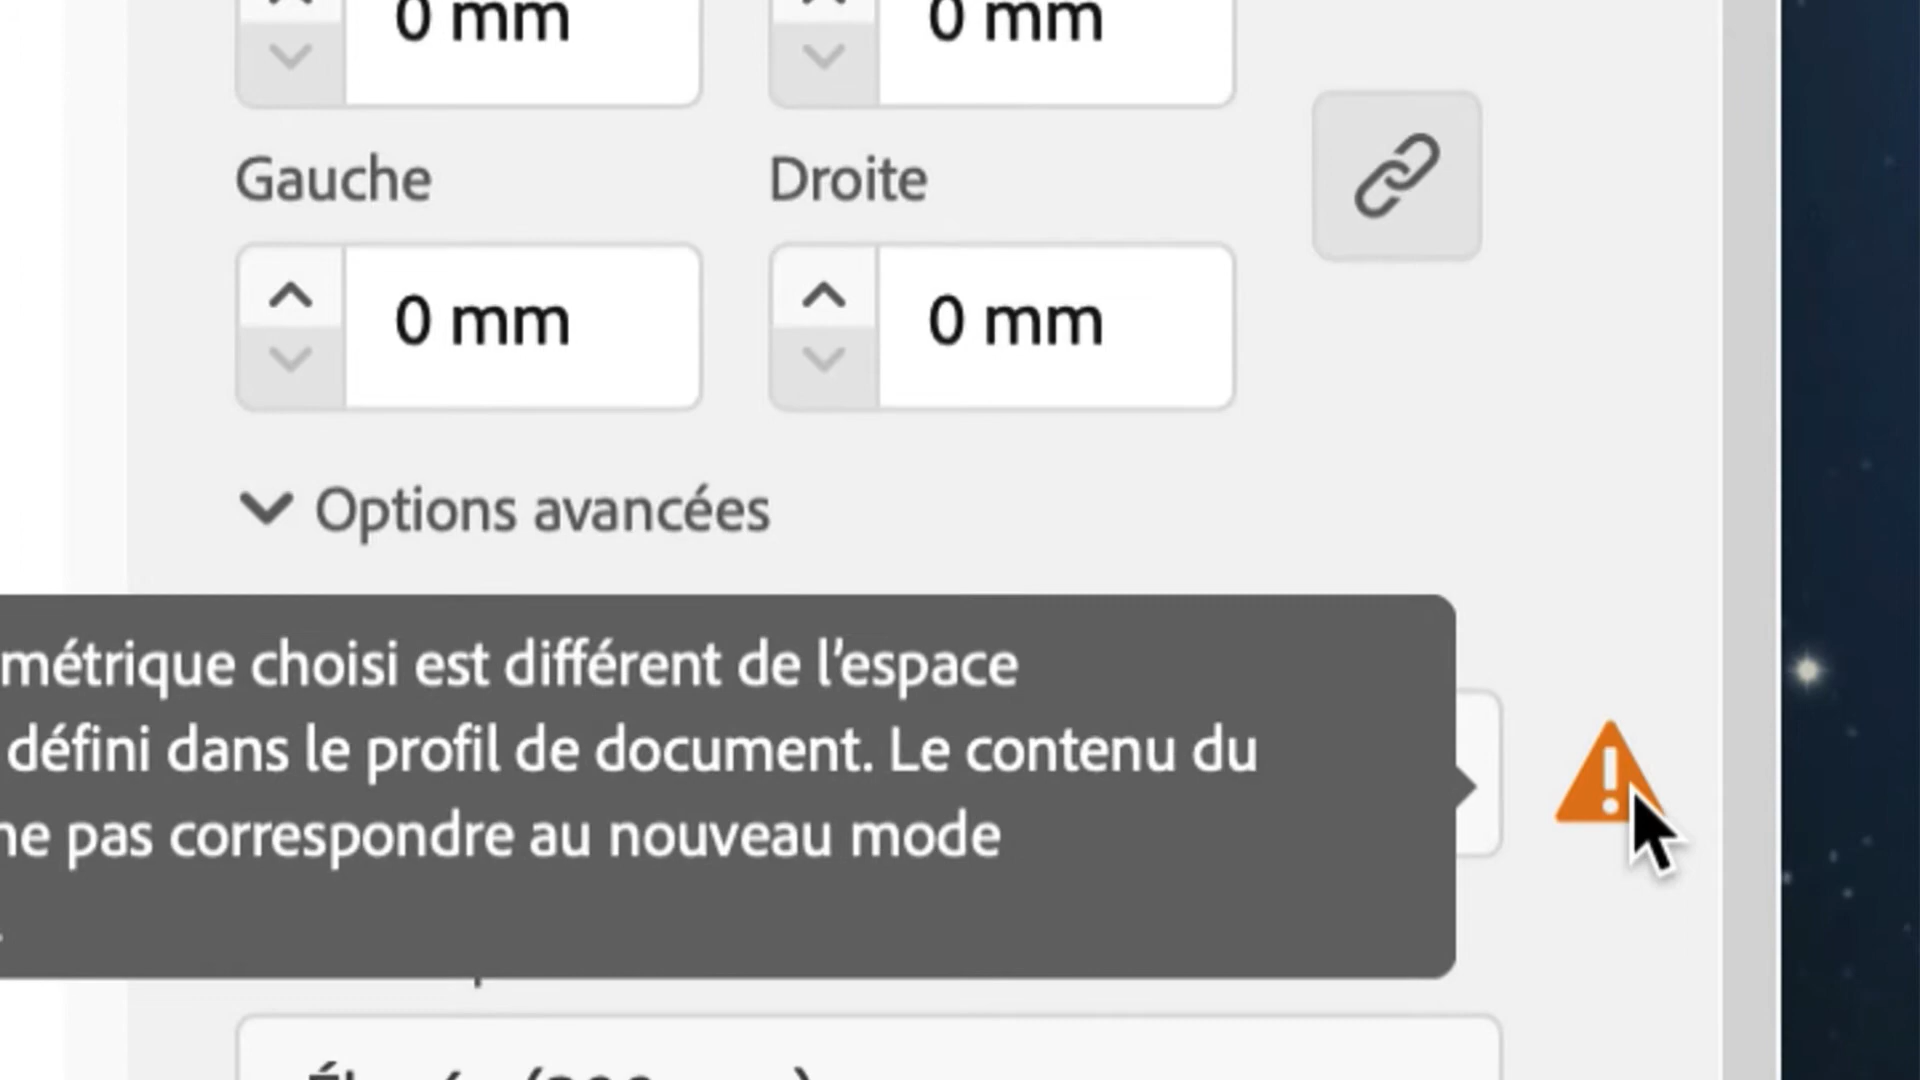 0 mm 0 mm
Gauche Droite
0 mm 0 mm
Options avancées
métrique choisi est différent de l'espace
défini dans le profil de document. Le contenu du
ne pas correspondre au nouveau mode